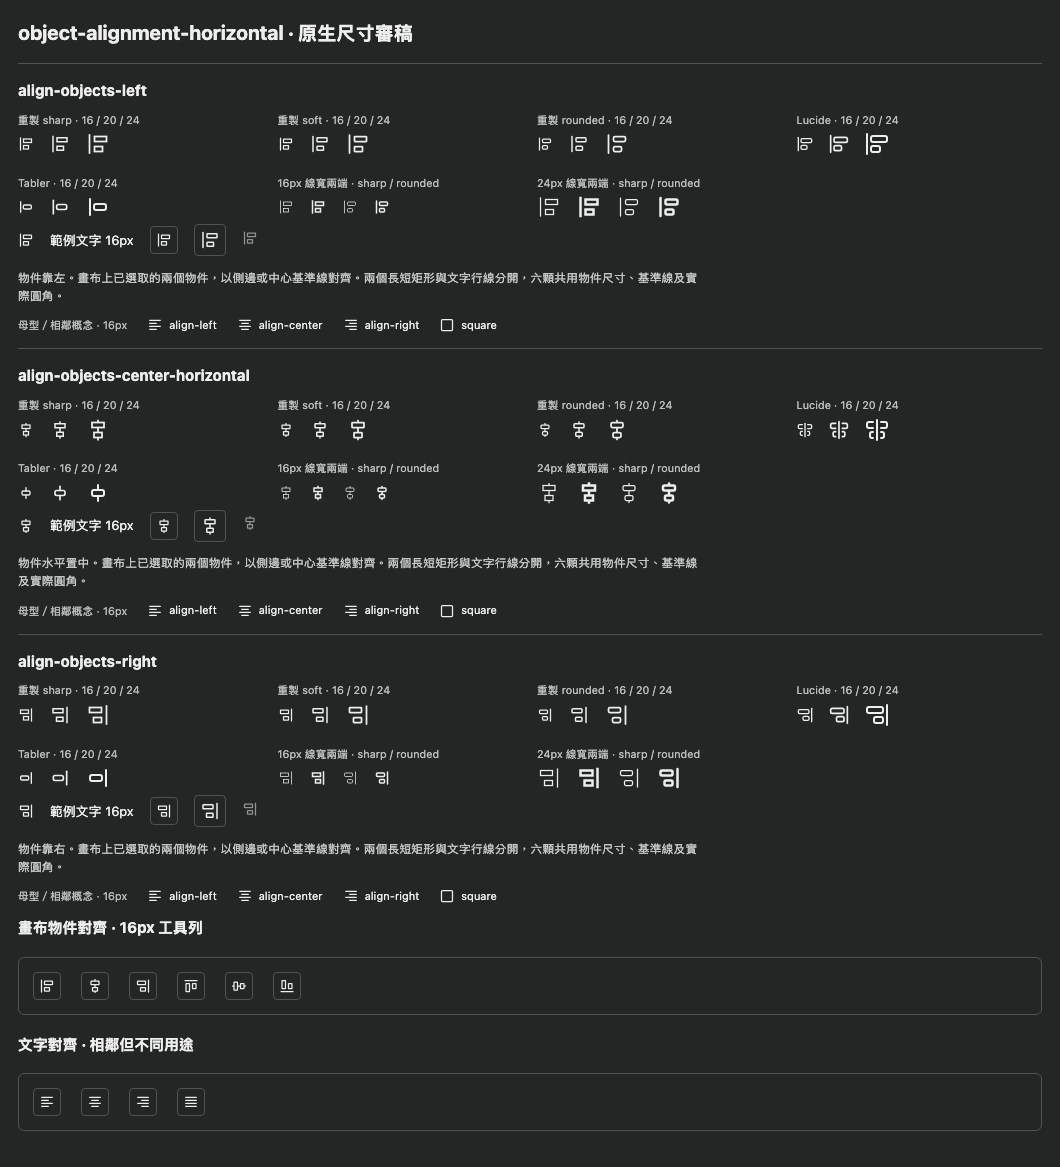 object-alignment-horizontal · 原生尺寸審稿
align-objects-left
重製 sharp · 16 / 20 / 24
重製 soft · 16 / 20 / 24
重製 rounded · 16 / 20 / 24
Lucide · 16 / 20 / 24
Tabler · 16 / 20 / 24
16px 線寬兩端 · sharp / rounded
24px 線寬兩端 · sharp / rounded
範例文字 16px
物件靠左。畫布上已選取的兩個物件，以側邊或中心基準線對齊。兩個長短矩形與文字行線分開，六顆共用物件尺寸、基準線及實
際圓角。
母型 / 相鄰概念 · 16px align-left align-center align-right square
align-objects-center-horizontal
重製 sharp · 16 / 20 / 24
重製 soft · 16 / 20 / 24
重製 rounded · 16 / 20 / 24
Lucide · 16 / 20 / 24
Tabler · 16 / 20 / 24
16px 線寬兩端 · sharp / rounded
24px 線寬兩端 · sharp / rounded
範例文字 16px
物件水平置中。畫布上已選取的兩個物件，以側邊或中心基準線對齊。兩個長短矩形與文字行線分開，六顆共用物件尺寸、基準線
及實際圓角。
母型 / 相鄰概念 · 16px align-left align-center align-right square
align-objects-right
重製 sharp · 16 / 20 / 24
重製 soft · 16 / 20 / 24
重製 rounded · 16 / 20 / 24
Lucide · 16 / 20 / 24
Tabler · 16 / 20 / 24
16px 線寬兩端 · sharp / rounded
24px 線寬兩端 · sharp / rounded
範例文字 16px
物件靠右。畫布上已選取的兩個物件，以側邊或中心基準線對齊。兩個長短矩形與文字行線分開，六顆共用物件尺寸、基準線及實
際圓角。
母型 / 相鄰概念 · 16px align-left align-center align-right square
畫布物件對齊 · 16px 工具列
文字對齊 · 相鄰但不同用途